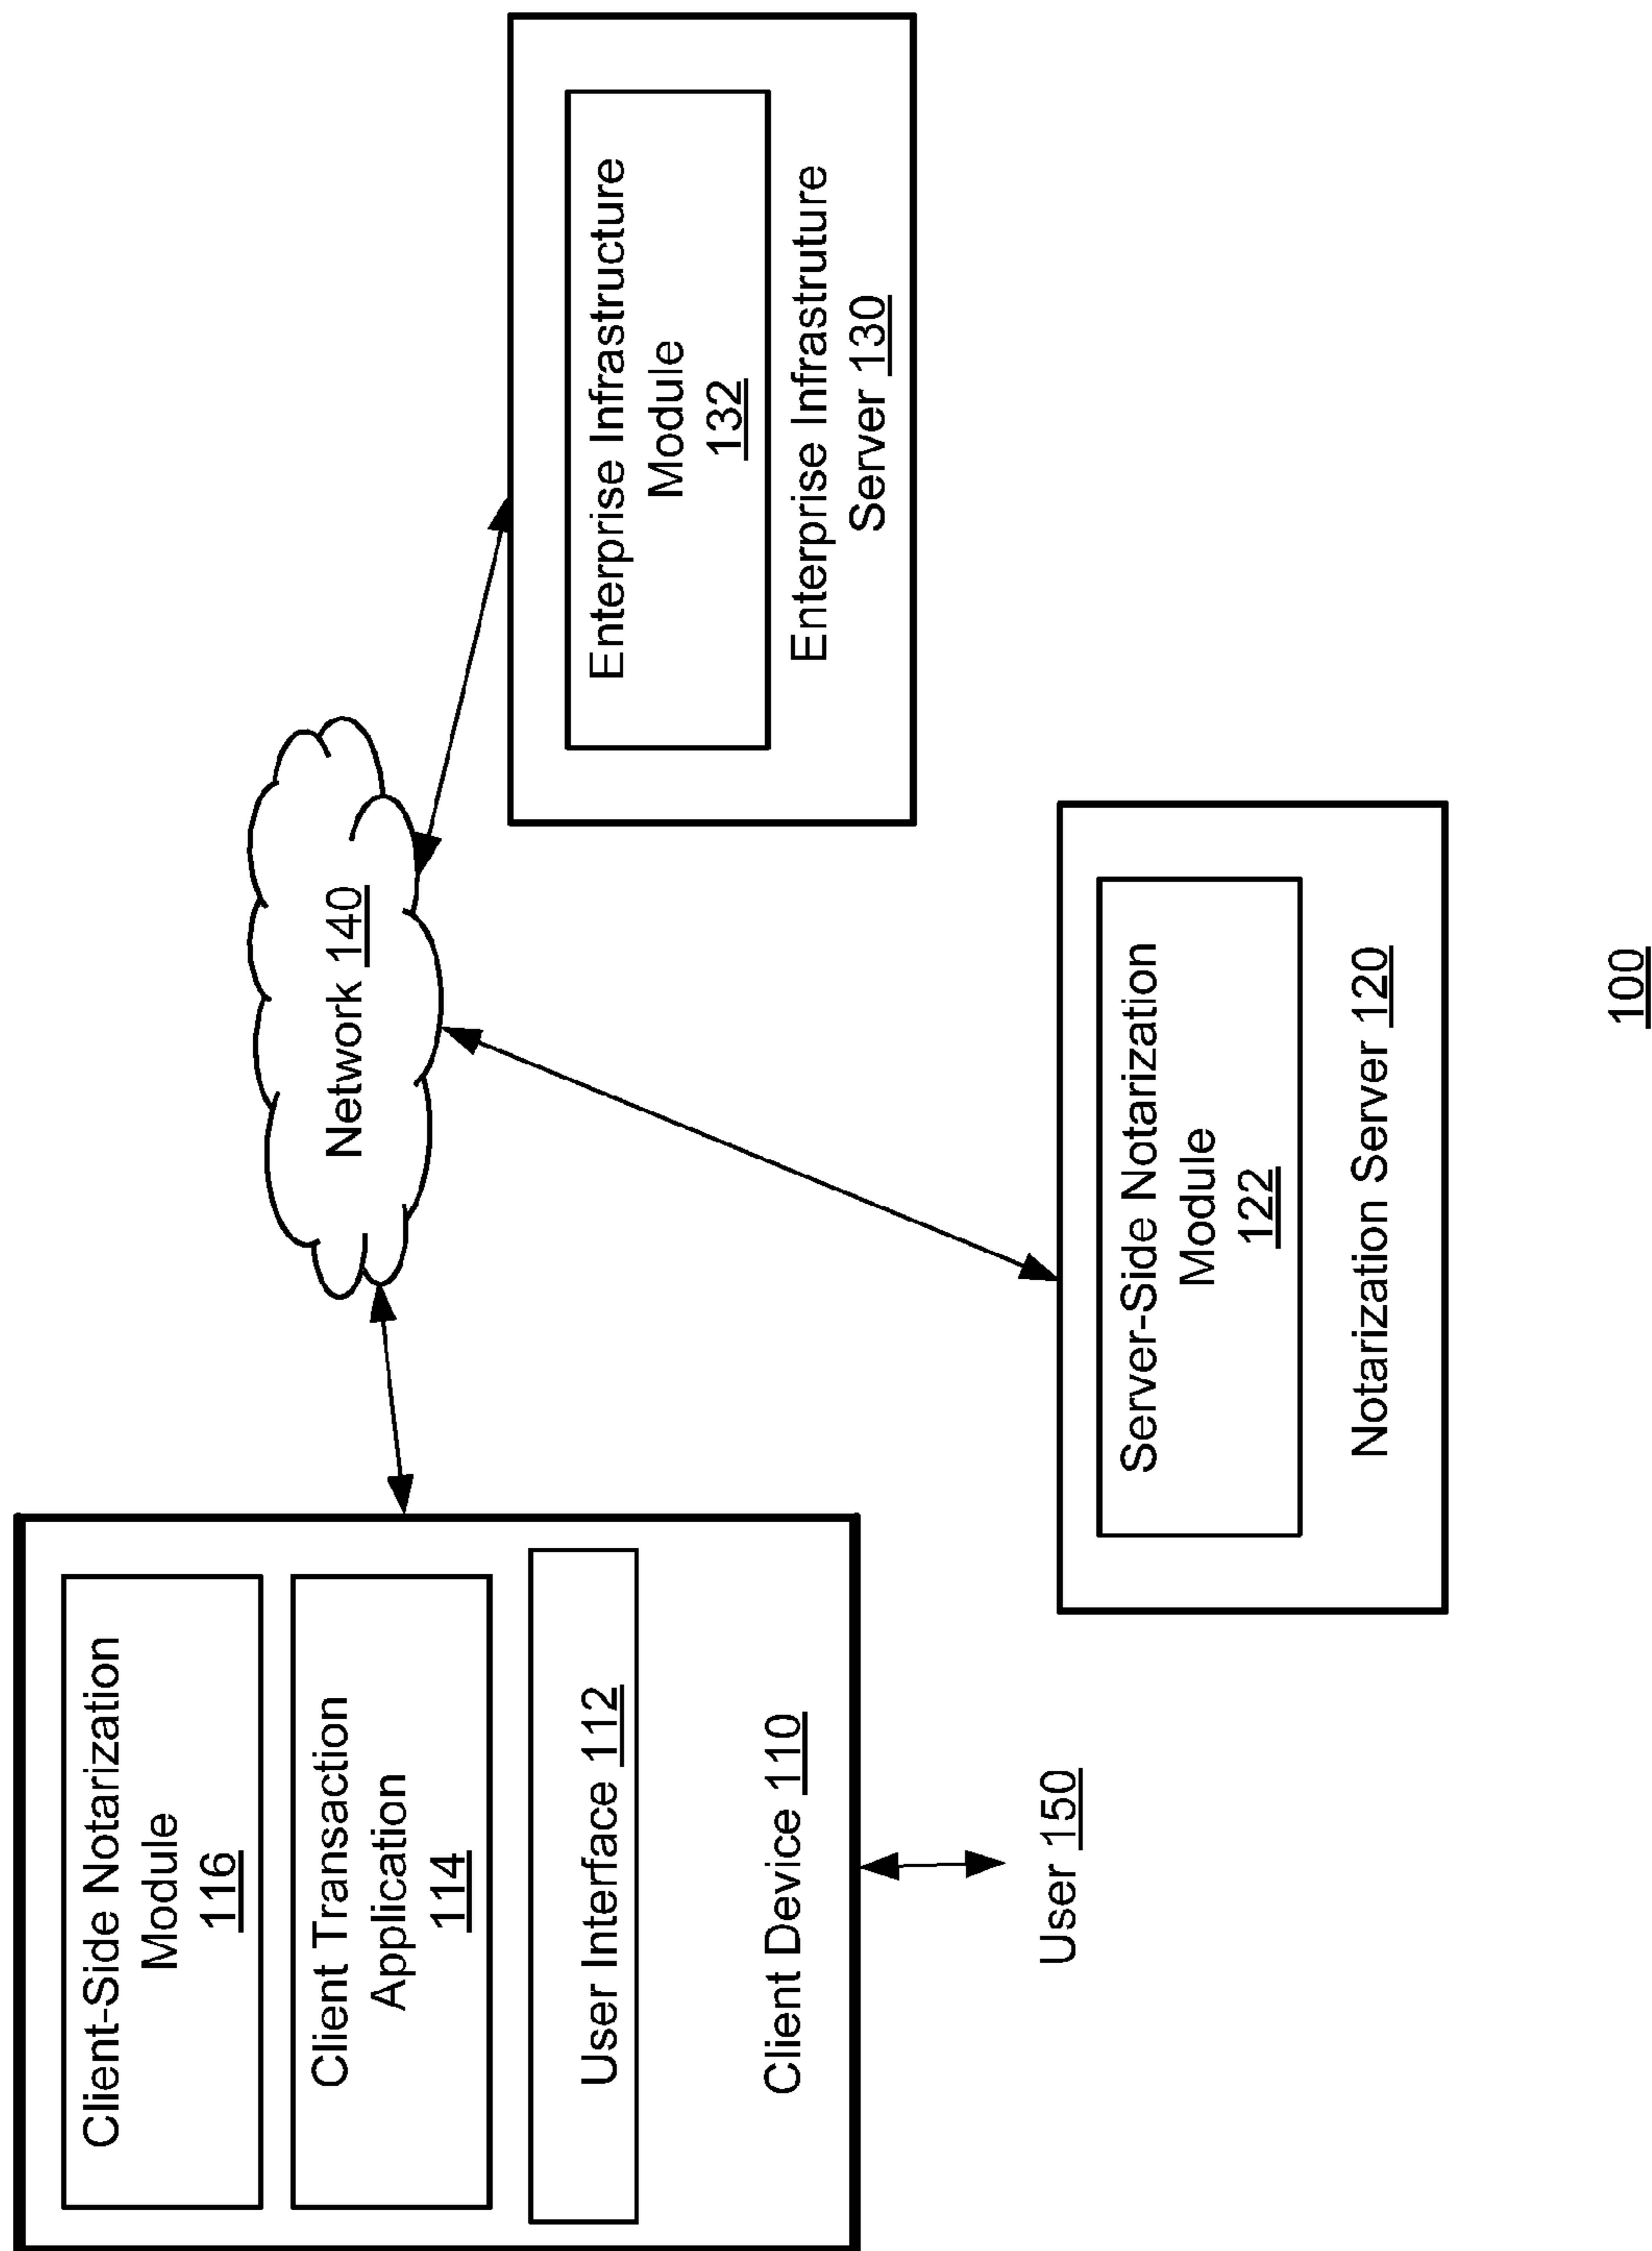 Client-Side Notarization
Module
116
Client Transaction
Application
114
User Interface 112
Client Device 110
User 150
Network 140
Server-Side Notarization
Module
122
Notarization Server 120
Enterprise Infrastructure
Module
132
Enterprise Infrastruture
Server 130
100